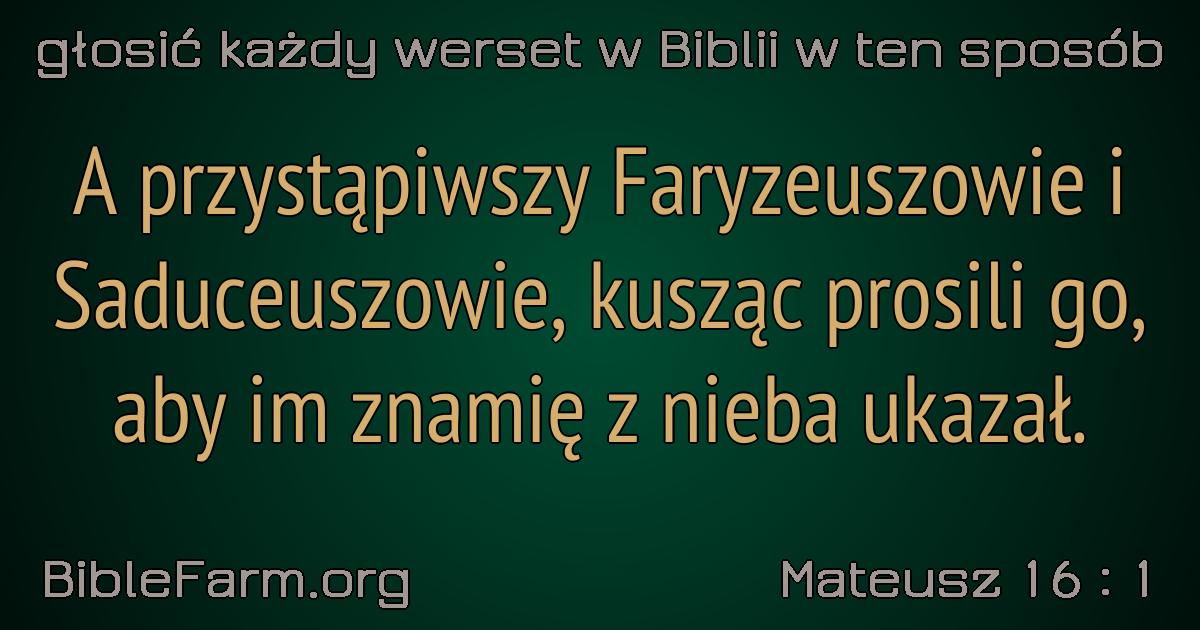 głosić każdy werset w Biblii w ten sposób
A przystąpiwszy Faryzeuszowie i
Saduceuszowie, kusząc prosili go,
aby im znamię z nieba ukazał.
BibleFarm.org
Mateusz 16 : 1